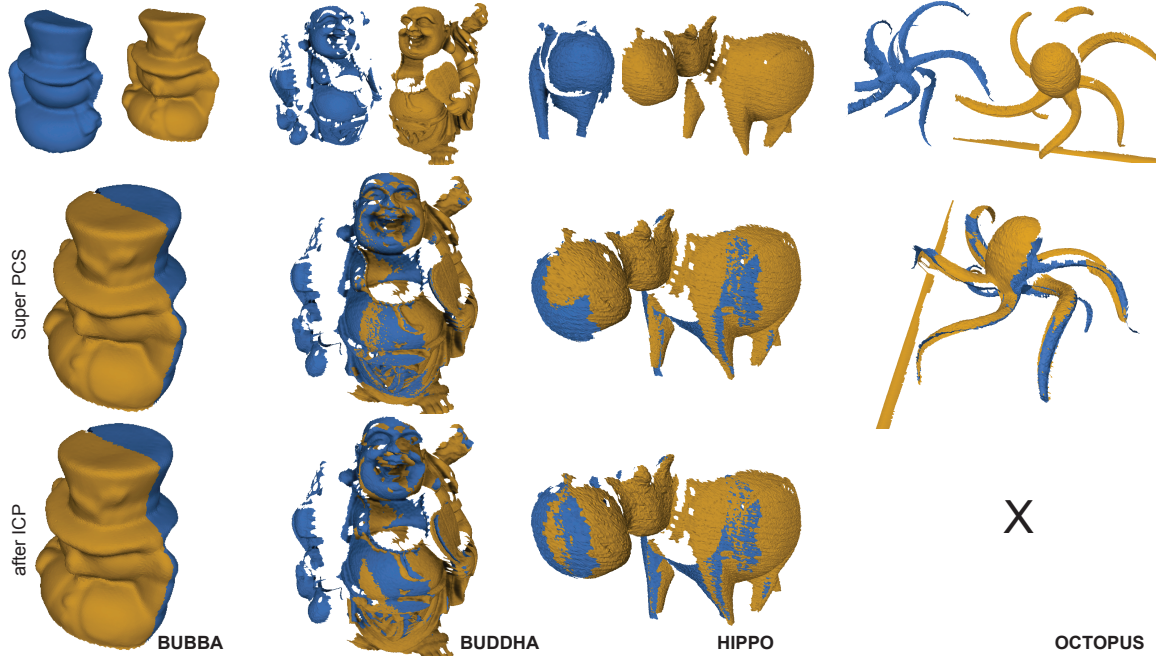 Super PCS
after ICP
X
BUBBA
BUDDHA
HIPPO
OCTOPUS